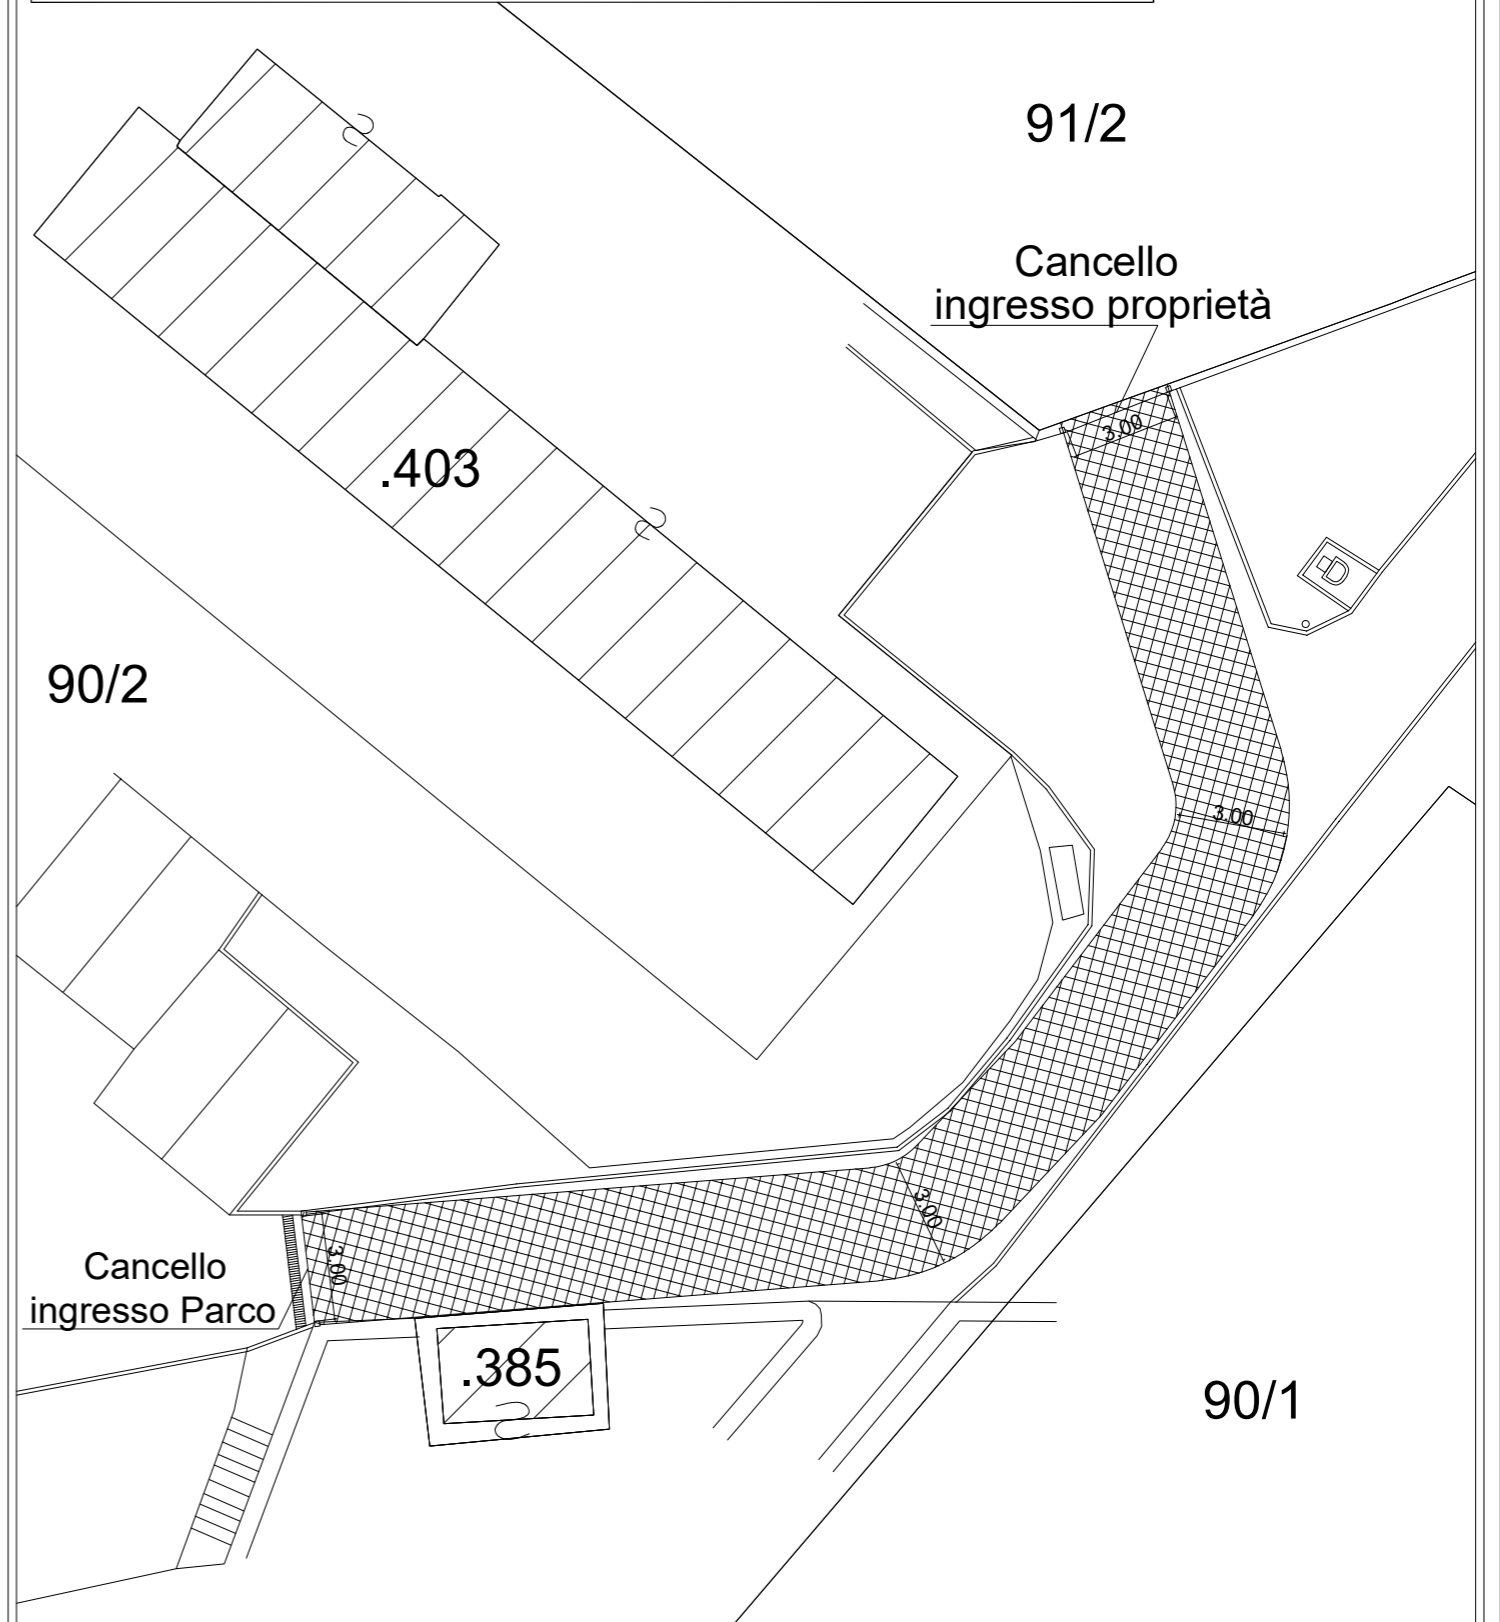 91/2
Cancello
ingresso proprietà
3.00
.403
90/2
3.00
3.00
3.00
Cancello
ingresso Parco
.385
90/1